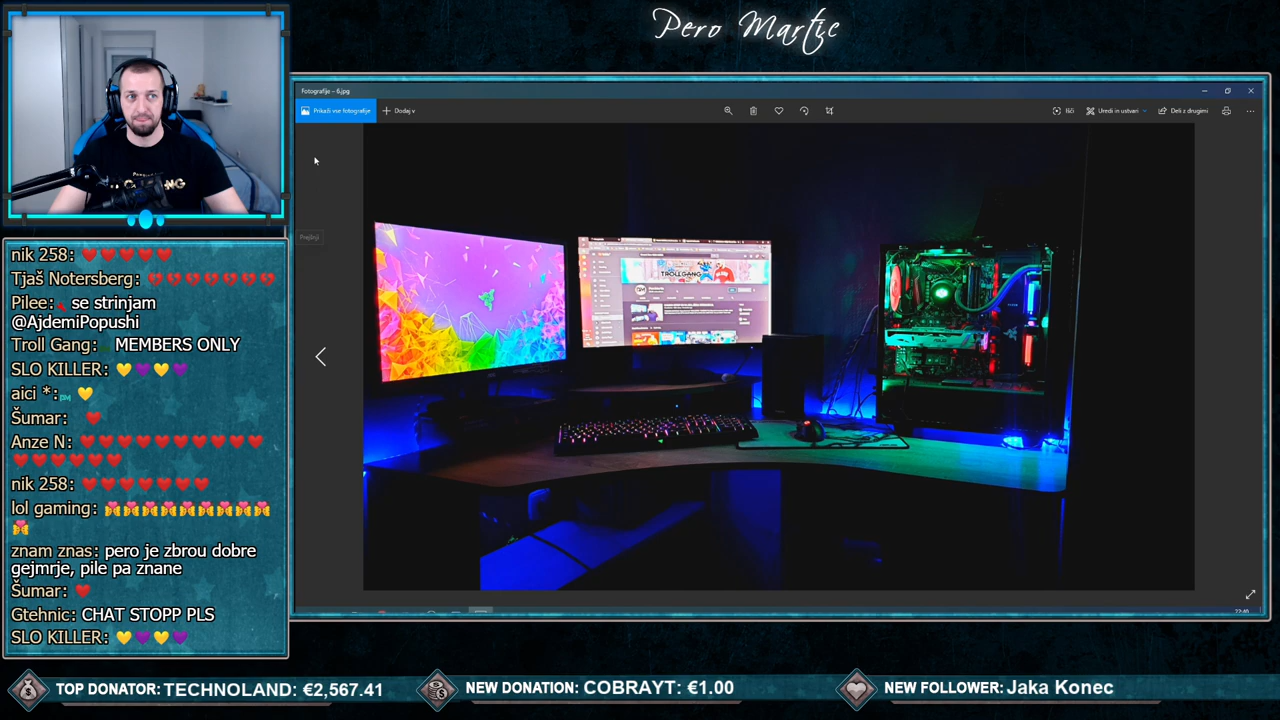 Pero Martic
Fotografije – 6.jpg
Prikaži vse fotografije
Dodaj v
Išči
Uredi in ustvari
Deli z drugimi
Prejšnji
TROLLGANG
nik 258:
Tjaš Notersberg:
Pilee: se strinjam
@AjdemiPopushi
Troll Gang: MEMBERS ONLY
SLO KILLER:
aici *:
Šumar:
Anze N:
nik 258:
lol gaming:
znam znas: pero je zbrou dobre
gejmrje, pile pa znane
Šumar:
Gtehnic: CHAT STOPP PLS
SLO KILLER:
TOP DONATOR: TECHNOLAND: €2,567.41
NEW DONATION: COBRAYT: €1.00
NEW FOLLOWER: Jaka Konec